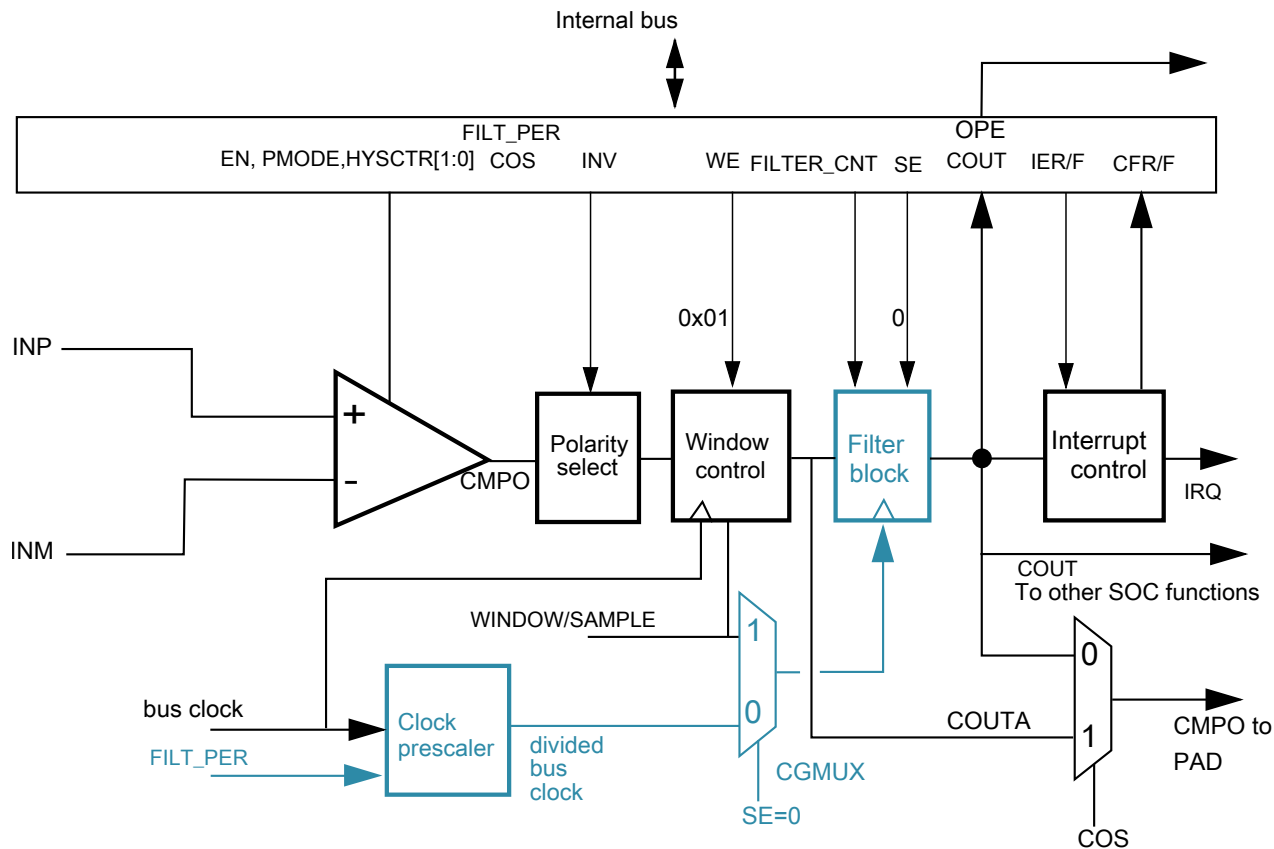 Internal bus
FILT_PER
OPE
EN, PMODE,HYSCTR[1:0]
COS
INV
WE
FILTER_CNT
SE
COUT
IER/F
CFR/F
0x01
0
INP
+
-
INM
CMPO
Polarity
select
Window
control
Filter
block
Interrupt
control
IRQ
COUT
To other SOC functions
WINDOW/SAMPLE
1
0
0
1
bus clock
FILT_PER
Clock
prescaler
divided
bus
clock
CGMUX
SE=0
COUTA
CMPO to
PAD
COS